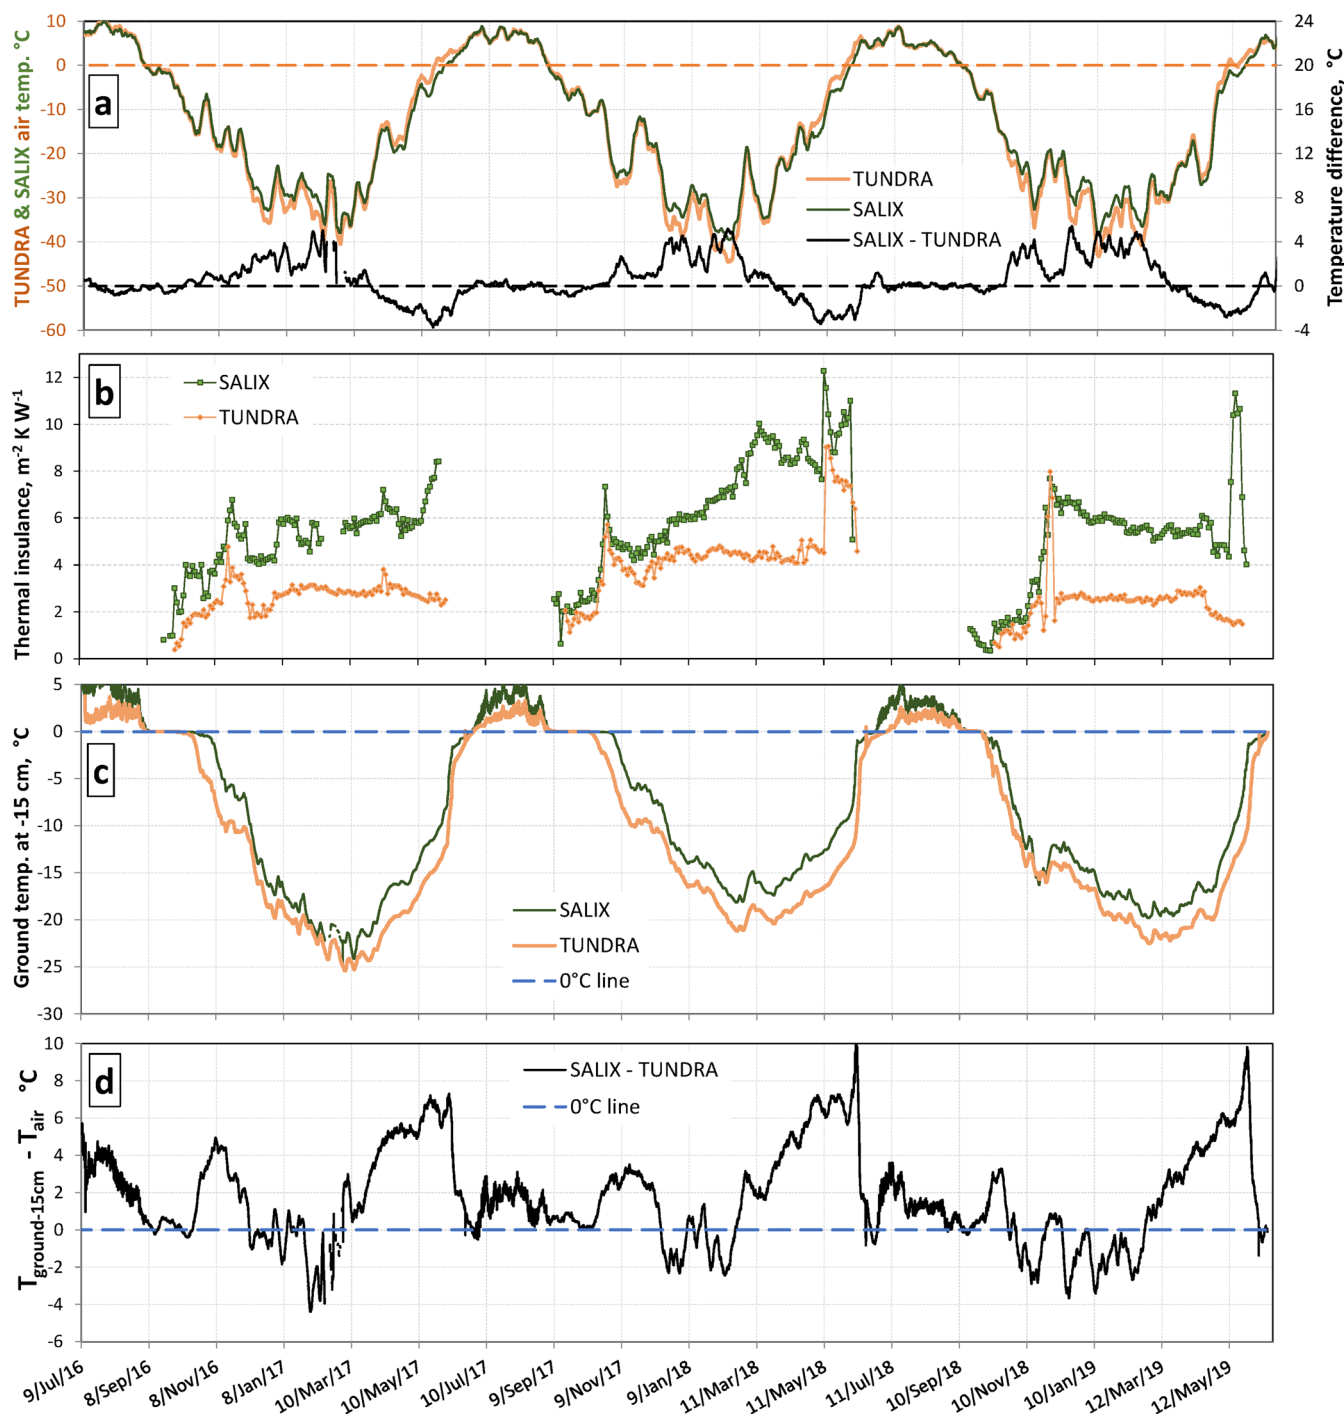 TUNDRA & SALIX air temp. °C
10
0
-10
-20
-30
-40
-50
-60
a
TUNDRA
SALIX
SALIX - TUNDRA
24
20
16
12
8
4
0
-4
Temperature difference, °C
Thermal insulance, m-2 K W-1
12
10
8
6
4
2
0
b
SALIX
TUNDRA
Ground temp. at -15 cm, °C
5
0
-5
-10
-15
-20
-25
-30
c
SALIX
TUNDRA
0°C line
Tground-15cm - Tair °C
10
8
6
4
2
0
-2
-4
-6
d
SALIX - TUNDRA
0°C line
9/Jul/16
8/Sep/16
8/Nov/16
8/Jan/17
10/Mar/17
10/May/17
10/Jul/17
9/Sep/17
9/Nov/17
9/Jan/18
11/Mar/18
11/May/18
11/Jul/18
10/Sep/18
10/Nov/18
10/Jan/19
12/Mar/19
12/May/19